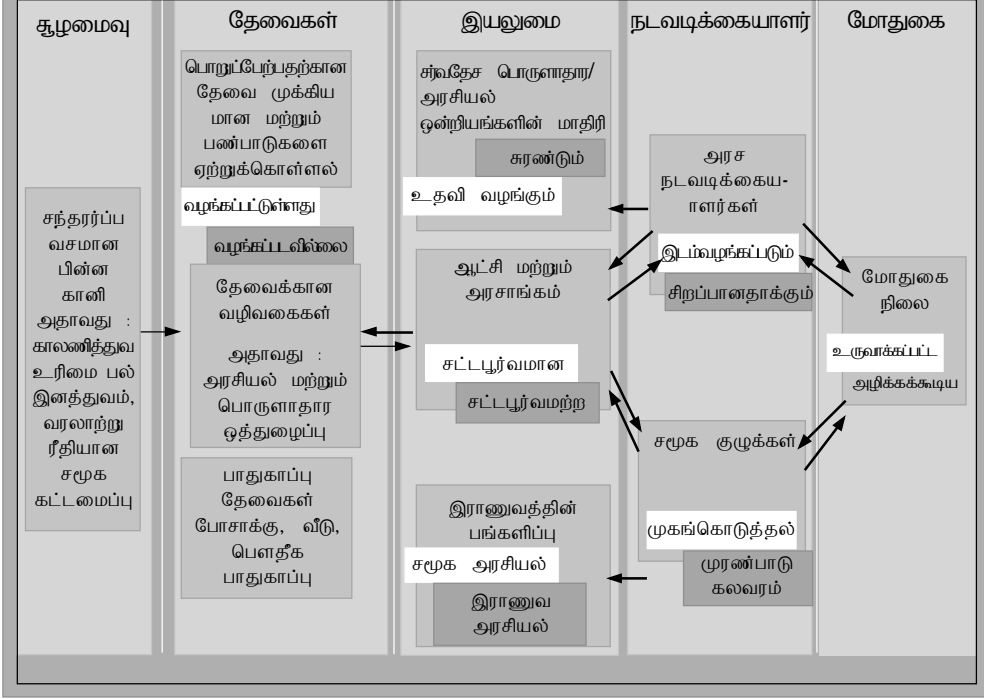 சூழமைவு
தேவைகள்
இயலுமை
நடவடிக்கையாளர்
மோதுகை
சந்தரர்ப்ப
வசமான
பின்ன
கானி
அதாவது :
காலணித்துவ
உரிமை பல்
இனத்துவம்,
வரலாற்று
ரீதியான
சமூக
கட்டமைப்பு
பொறுப்பேற்பதற்கான
தேவை முக்கிய
மான மற்றும்
பண்பாடுகளை
ஏற்றுக்கொள்ளல்
வழங்கப்பட்டுள்ளது
வழங்கப்படவில்லை
தேவைக்கான
வழிவகைகள்
அதாவது :
அரசியல் மற்றும்
பொருளாதார
ஒத்துழைப்பு
பாதுகாப்பு
தேவைகள்
போசாக்கு, வீடு,
பௌதீக
பாதுகாப்பு
சர்வதேச பொருளாதார/
அரசியல்
ஒன்றியங்களின் மாதிரி
சுரண்டும்
உதவி வழங்கும்
ஆட்சி மற்றும்
அரசாங்கம்
சட்டபூர்வமான
சட்டபூர்வமற்ற
இராணுவத்தின்
பங்களிப்பு
சமூக அரசியல்
இராணுவ
அரசியல்
அரச
நடவடிக்கைய-
ாளர்கள்
இடம்வழங்கப்படும்
சிறப்பானதாக்கும்
சமூக குழுக்கள்
முகங்கொடுத்தல்
முரண்பாடு
கலவரம்
மோதுகை
நிலை
உருவாக்கப்பட்ட
அழிக்கக்கூடிய